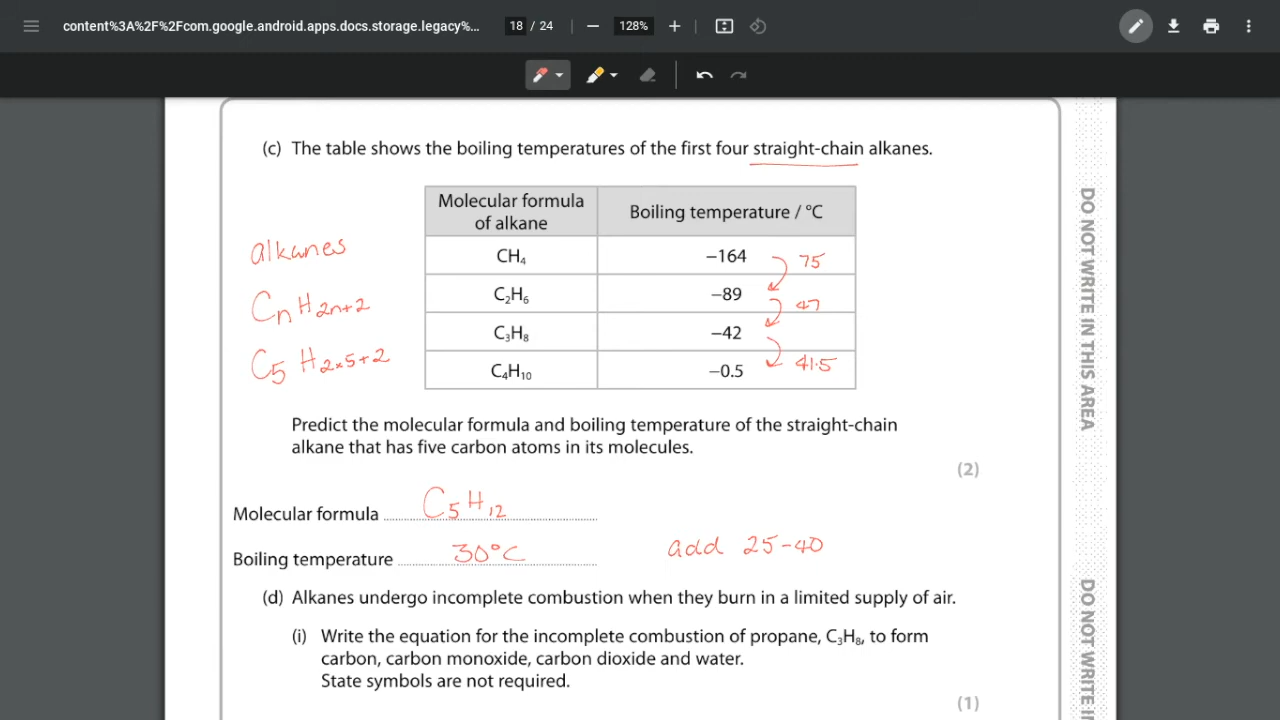 content%3A%2F%2Fcom.google.android.apps.docs.storage.legacy%... 18 / 24 128%
(c) The table shows the boiling temperatures of the first four straight-chain alkanes.
Molecular formula of alkane Boiling temperature / °C
alkanes
CH₄ −164 75
C₂H₆ −89 47
CnH2n+2
C₃H₈ −42
C5H2×5+2
C₄H₁₀ −0.5 41.5
Predict the molecular formula and boiling temperature of the straight-chain
alkane that has five carbon atoms in its molecules.
(2)
Molecular formula C₅H₁₂
Boiling temperature 30°C add 25-40
(d) Alkanes undergo incomplete combustion when they burn in a limited supply of air.
(i) Write the equation for the incomplete combustion of propane, C₃H₈, to form
carbon, carbon monoxide, carbon dioxide and water.
State symbols are not required.
(1)
DO NOT WRITE IN THIS AREA
DO NOT WRITE IN